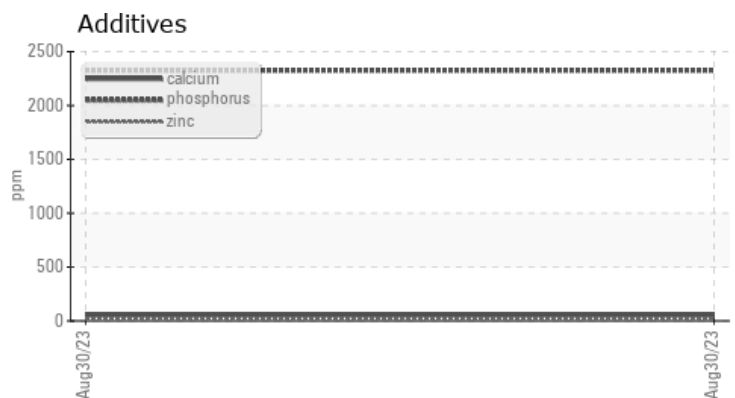 Additives
2500
2000
1500
1000
500
0
ppm
calcium
phosphorus
zinc
Aug30/23
Aug30/23